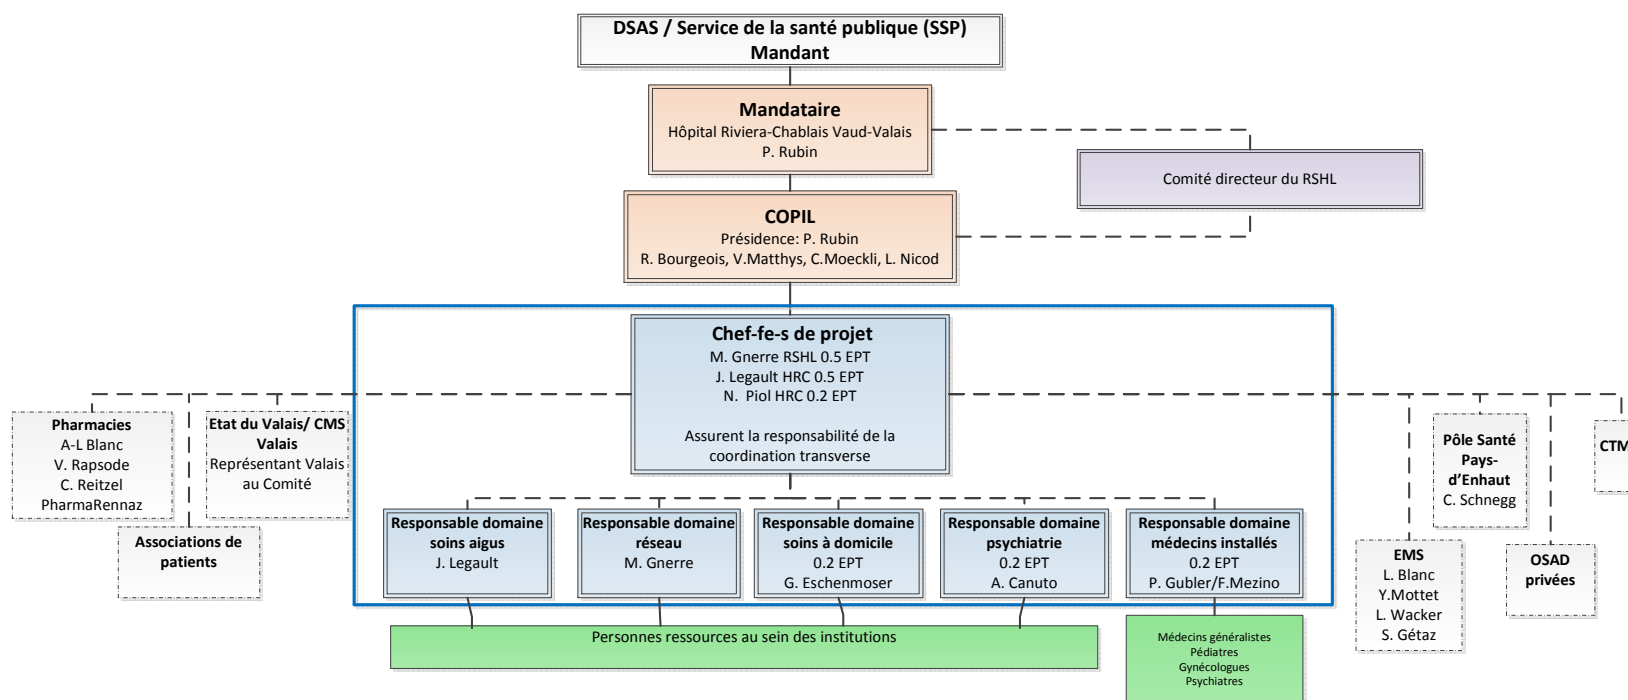 DSAS / Service de la santé publique (SSP)
Mandant
Mandataire
Hôpital Riviera-Chablais Vaud-Valais
P. Rubin
Comité directeur du RSHL
COPIL
Présidence: P. Rubin
R. Bourgeois, V.Matthys, C.Moeckli, L. Nicod
Chef-fe-s de projet
M. Gnerre RSHL 0.5 EPT
J. Legault HRC 0.5 EPT
N. Piol HRC 0.2 EPT
Assurent la responsabilité de la
coordination transverse
Pharmacies
A-L Blanc
V. Rapsode
C. Reitzel
PharmaRennaz
Etat du Valais/ CMS
Valais
Représentant Valais
au Comité
Associations de
patients
Pôle Santé
Pays-
d’Enhaut
C. Schnegg
CTM
EMS
L. Blanc
Y.Mottet
L. Wacker
S. Gétaz
OSAD
privées
Responsable domaine
soins aigus
J. Legault
Responsable domaine
réseau
M. Gnerre
Responsable domaine
soins à domicile
0.2 EPT
G. Eschenmoser
Responsable domaine
psychiatrie
0.2 EPT
A. Canuto
Responsable domaine
médecins installés
0.2 EPT
P. Gubler/F.Mezino
Personnes ressources au sein des institutions
Médecins généralistes
Pédiatres
Gynécologues
Psychiatres